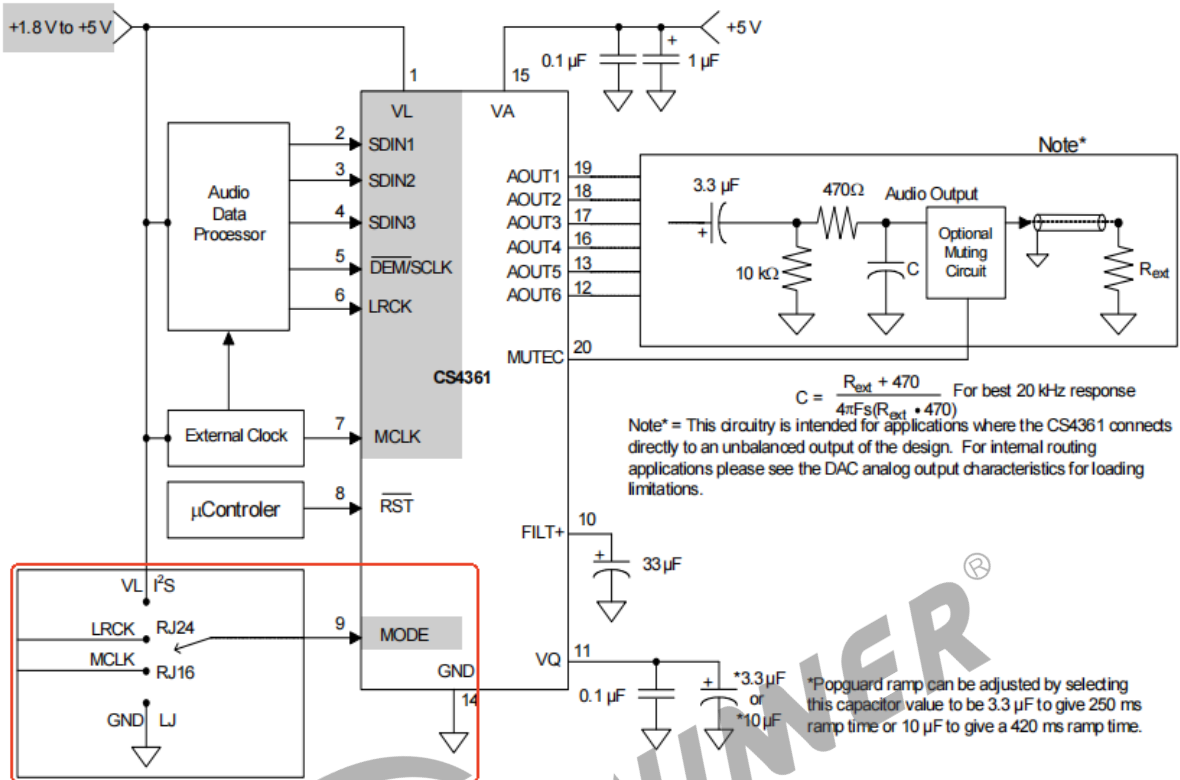 +1.8 V to +5 V
+5 V
0.1 µF
+
1 µF
1
15
VL
VA
2
SDIN1
3
SDIN2
4
SDIN3
5
DEM/SCLK
6
LRCK
Audio
Data
Processor
AOUT1
19
AOUT2
18
AOUT3
17
AOUT4
16
AOUT5
13
AOUT6
12
Note*
3.3 µF
+
470Ω
Audio Output
10 kΩ
C
Optional
Muting
Circuit
Rext
MUTEC
20
CS4361
External Clock
7
MCLK
C = Rext + 470 / 4πFs(Rext • 470) For best 20 kHz response
Note* = This circuitry is intended for applications where the CS4361 connects
directly to an unbalanced output of the design. For internal routing
applications please see the DAC analog output characteristics for loading
limitations.
µControler
8
RST
FILT+
10
+
33 µF
VL
I²S
LRCK
RJ24
MCLK
RJ16
GND
LJ
9
MODE
GND
14
VQ
11
0.1 µF
+
*3.3 µF
or
*10 µF
*Popguard ramp can be adjusted by selecting
this capacitor value to be 3.3 µF to give 250 ms
ramp time or 10 µF to give a 420 ms ramp time.
®